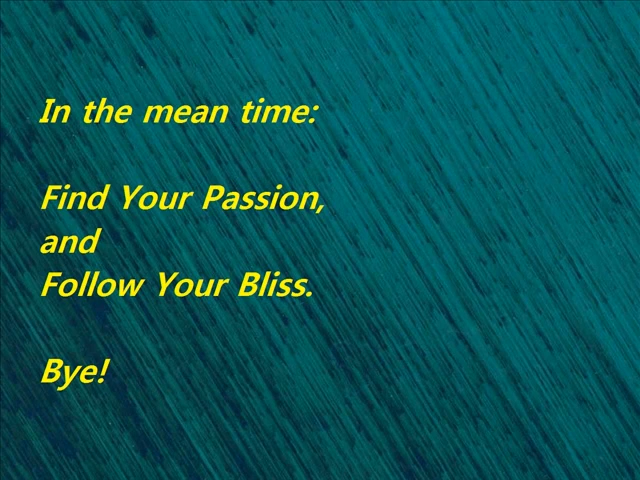 In the mean time:
Find Your Passion,
and
Follow Your Bliss.
Bye!